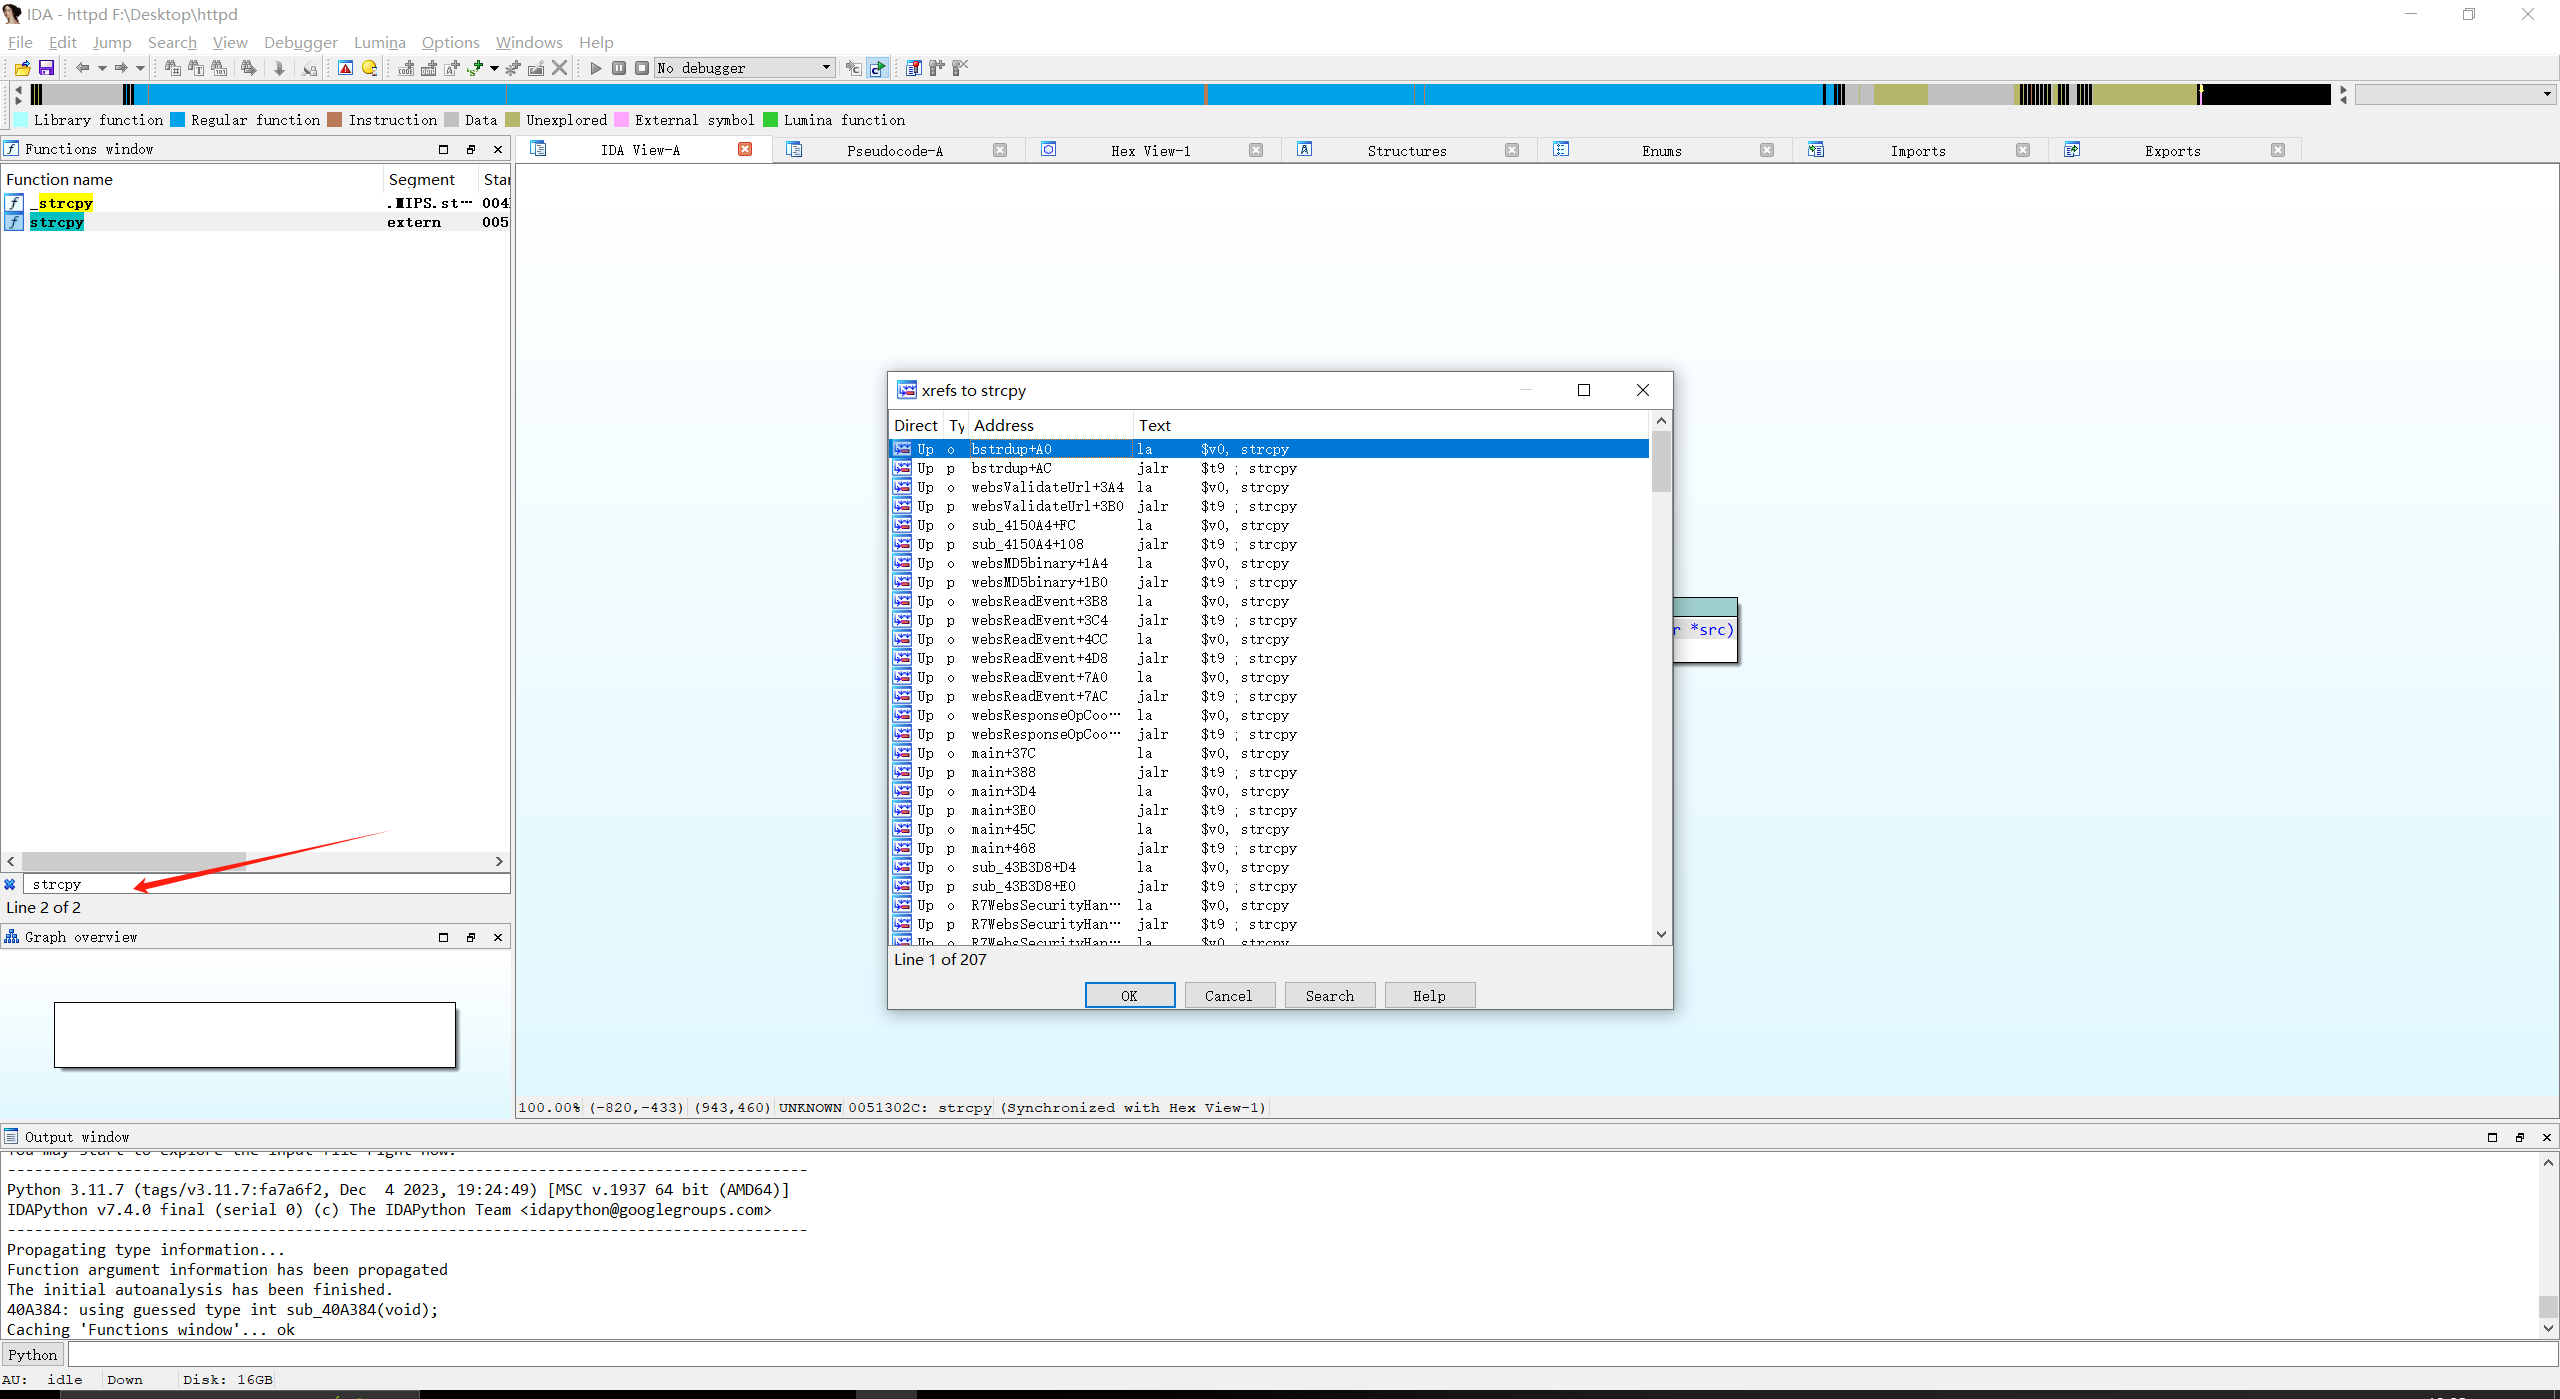 IDA - httpd F:\Desktop\httpd
File Edit Jump Search View Debugger Lumina Options Windows Help
No debugger
Library function Regular function Instruction Data Unexplored External symbol Lumina function
Functions window
IDA View-A Pseudocode-A Hex View-1 Structures Enums Imports Exports
Function name Segment Star
_strcpy .MIPS.st… 004
strcpy extern 005
xrefs to strcpy
Direct Ty Address Text
Up o bstrdup+A0 la $v0, strcpy
Up p bstrdup+AC jalr $t9 ; strcpy
Up o websValidateUrl+3A4 la $v0, strcpy
Up p websValidateUrl+3B0 jalr $t9 ; strcpy
Up o sub_4150A4+FC la $v0, strcpy
Up p sub_4150A4+108 jalr $t9 ; strcpy
Up o websMD5binary+1A4 la $v0, strcpy
Up p websMD5binary+1B0 jalr $t9 ; strcpy
Up o websReadEvent+3B8 la $v0, strcpy
Up p websReadEvent+3C4 jalr $t9 ; strcpy
Up o websReadEvent+4CC la $v0, strcpy
Up p websReadEvent+4D8 jalr $t9 ; strcpy
Up o websReadEvent+7A0 la $v0, strcpy
Up p websReadEvent+7AC jalr $t9 ; strcpy
Up o websResponseOpCoo… la $v0, strcpy
Up p websResponseOpCoo… jalr $t9 ; strcpy
Up o main+37C la $v0, strcpy
Up p main+388 jalr $t9 ; strcpy
Up o main+3D4 la $v0, strcpy
Up p main+3E0 jalr $t9 ; strcpy
Up o main+45C la $v0, strcpy
Up p main+468 jalr $t9 ; strcpy
Up o sub_43B3D8+D4 la $v0, strcpy
Up p sub_43B3D8+E0 jalr $t9 ; strcpy
Up o R7WebsSecurityHan… la $v0, strcpy
Up p R7WebsSecurityHan… jalr $t9 ; strcpy
Up o R7WebsSecurityHan… la $v0, strcpy
Line 1 of 207
OK Cancel Search Help
r *src)
strcpy
Line 2 of 2
Graph overview
100.00% (-820,-433) (943,460) UNKNOWN 0051302C: strcpy (Synchronized with Hex View-1)
Output window
You may start to explore the input file right now.
--------------------------------------------------------------------------------
Python 3.11.7 (tags/v3.11.7:fa7a6f2, Dec  4 2023, 19:24:49) [MSC v.1937 64 bit (AMD64)]
IDAPython v7.4.0 final (serial 0) (c) The IDAPython Team <idapython@googlegroups.com>
--------------------------------------------------------------------------------
Propagating type information...
Function argument information has been propagated
The initial autoanalysis has been finished.
40A384: using guessed type int sub_40A384(void);
Caching 'Functions window'... ok
Python
AU: idle Down Disk: 16GB